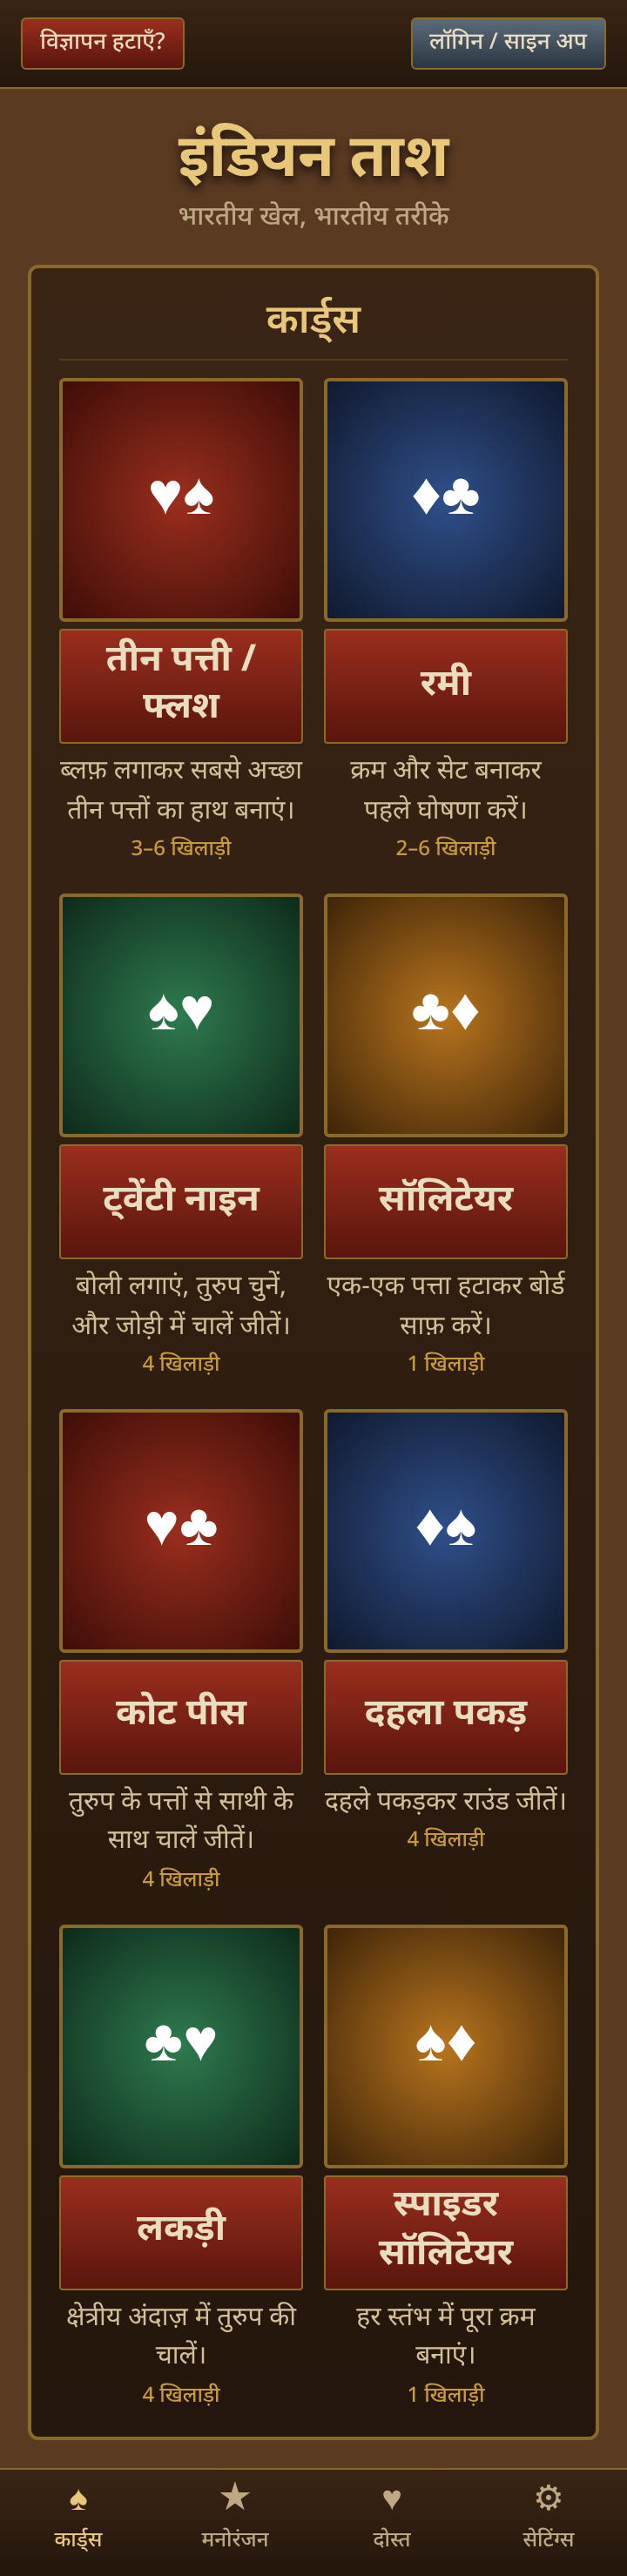 विज्ञापन हटाएँ?
लॉगिन / साइन अप
इंडियन ताश
भारतीय खेल, भारतीय तरीके
कार्ड्स
♥♠
♦♣
तीन पत्ती /
फ्लश
रमी
ब्लफ़ लगाकर सबसे अच्छा
तीन पत्तों का हाथ बनाएं।
3–6 खिलाड़ी
क्रम और सेट बनाकर
पहले घोषणा करें।
2–6 खिलाड़ी
♠♥
♣♦
ट्वेंटी नाइन
सॉलिटेयर
बोली लगाएं, तुरुप चुनें,
और जोड़ी में चालें जीतें।
4 खिलाड़ी
एक-एक पत्ता हटाकर बोर्ड
साफ़ करें।
1 खिलाड़ी
♥♣
♦♠
कोट पीस
दहला पकड़
तुरुप के पत्तों से साथी के
साथ चालें जीतें।
4 खिलाड़ी
दहले पकड़कर राउंड जीतें।
4 खिलाड़ी
♣♥
♠♦
लकड़ी
स्पाइडर
सॉलिटेयर
क्षेत्रीय अंदाज़ में तुरुप की
चालें।
4 खिलाड़ी
हर स्तंभ में पूरा क्रम
बनाएं।
1 खिलाड़ी
कार्ड्स
मनोरंजन
दोस्त
सेटिंग्स